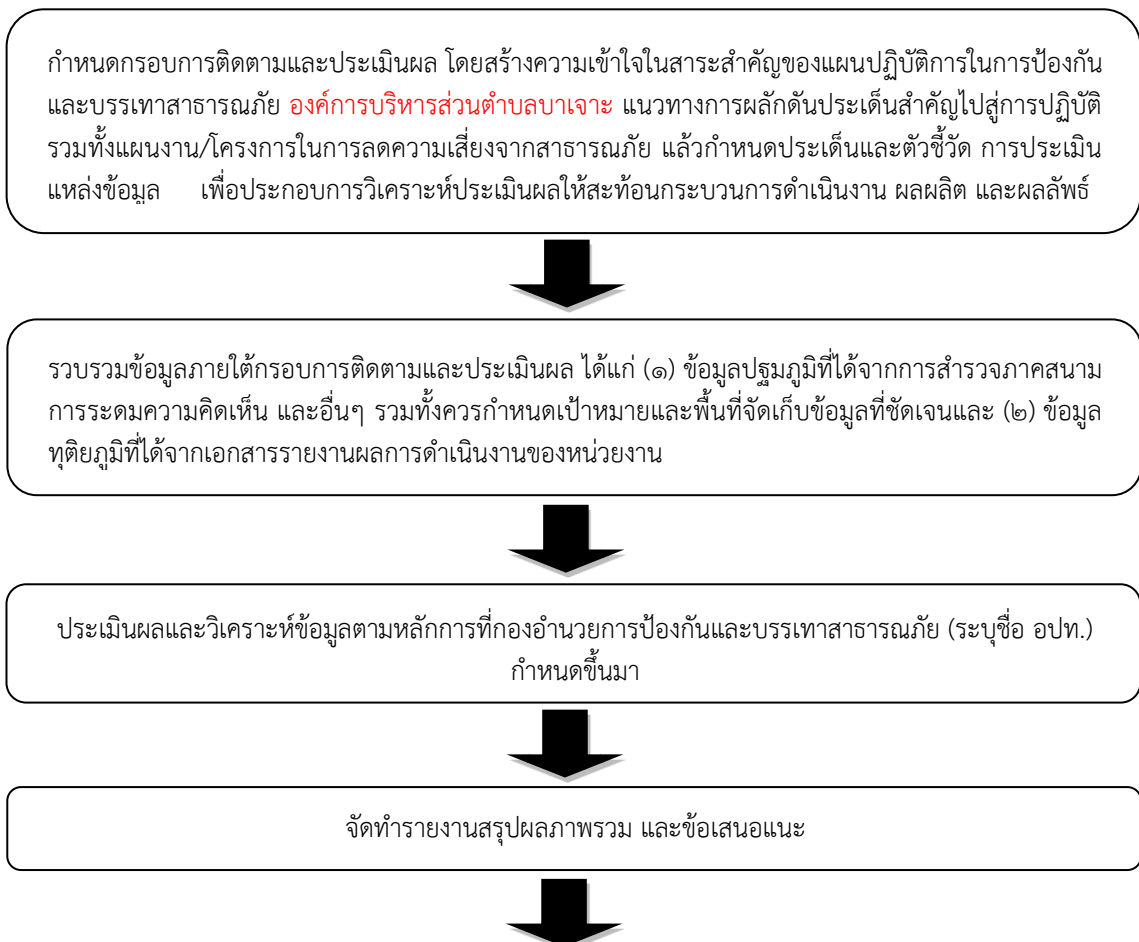 กำหนดกรอบการติดตามและประเมินผล โดยสร้างความเข้าใจในสาระสำคัญของแผนปฏิบัติการในการป้องกัน
และบรรเทาสาธารณภัย องค์การบริหารส่วนตำบลบาเจาะ แนวทางการผลักดันประเด็นสำคัญไปสู่การปฏิบัติ
รวมทั้งแผนงาน/โครงการในการลดความเสี่ยงจากสาธารณภัย แล้วกำหนดประเด็นและตัวชี้วัด การประเมิน
แหล่งข้อมูล เพื่อประกอบการวิเคราะห์ประเมินผลให้สะท้อนกระบวนการดำเนินงาน ผลผลิต และผลลัพธ์
รวบรวมข้อมูลภายใต้กรอบการติดตามและประเมินผล ได้แก่ (๑) ข้อมูลปฐมภูมิที่ได้จากการสำรวจภาคสนาม
การระดมความคิดเห็น และอื่นๆ รวมทั้งควรกำหนดเป้าหมายและพื้นที่จัดเก็บข้อมูลที่ชัดเจนและ (๒) ข้อมูล
ทุติยภูมิที่ได้จากเอกสารรายงานผลการดำเนินงานของหน่วยงาน
ประเมินผลและวิเคราะห์ข้อมูลตามหลักการที่กองอำนวยการป้องกันและบรรเทาสาธารณภัย (ระบุชื่อ อปท.)
กำหนดขึ้นมา
จัดทำรายงานสรุปผลภาพรวม และข้อเสนอแนะ